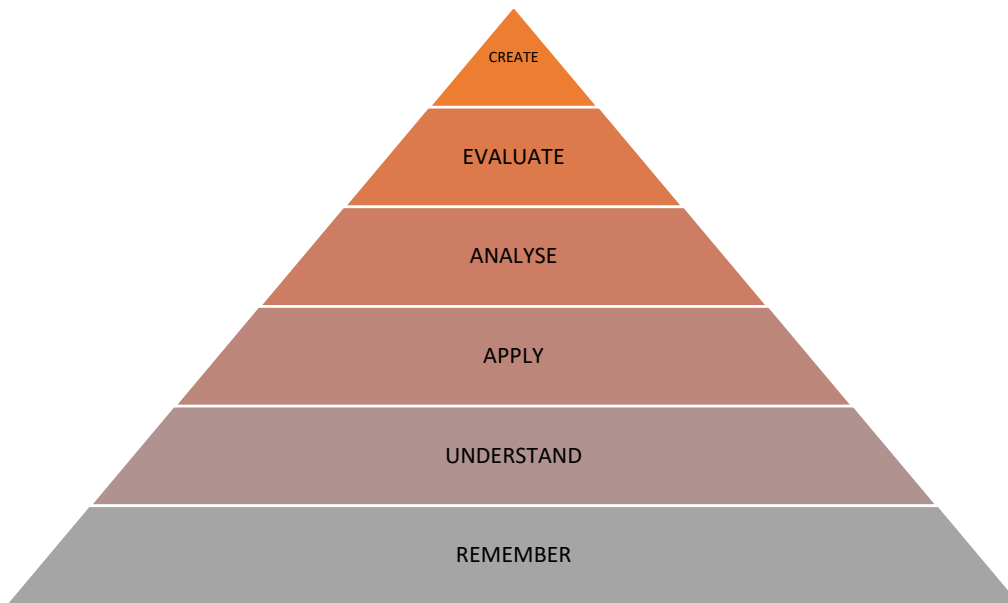 CREATE
EVALUATE
ANALYSE
APPLY
UNDERSTAND
REMEMBER